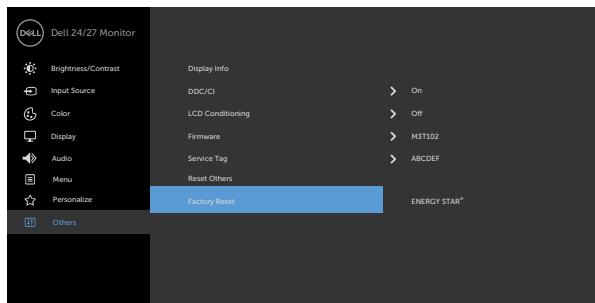 DELL Dell 24/27 Monitor
Brightness/Contrast Display Info
Input Source DDC/CI On
Color LCD Conditioning Off
Display Firmware M3T102
Audio Service Tag ABCDEF
Menu Reset Others
Personalize Factory Reset ENERGY STAR®
Others